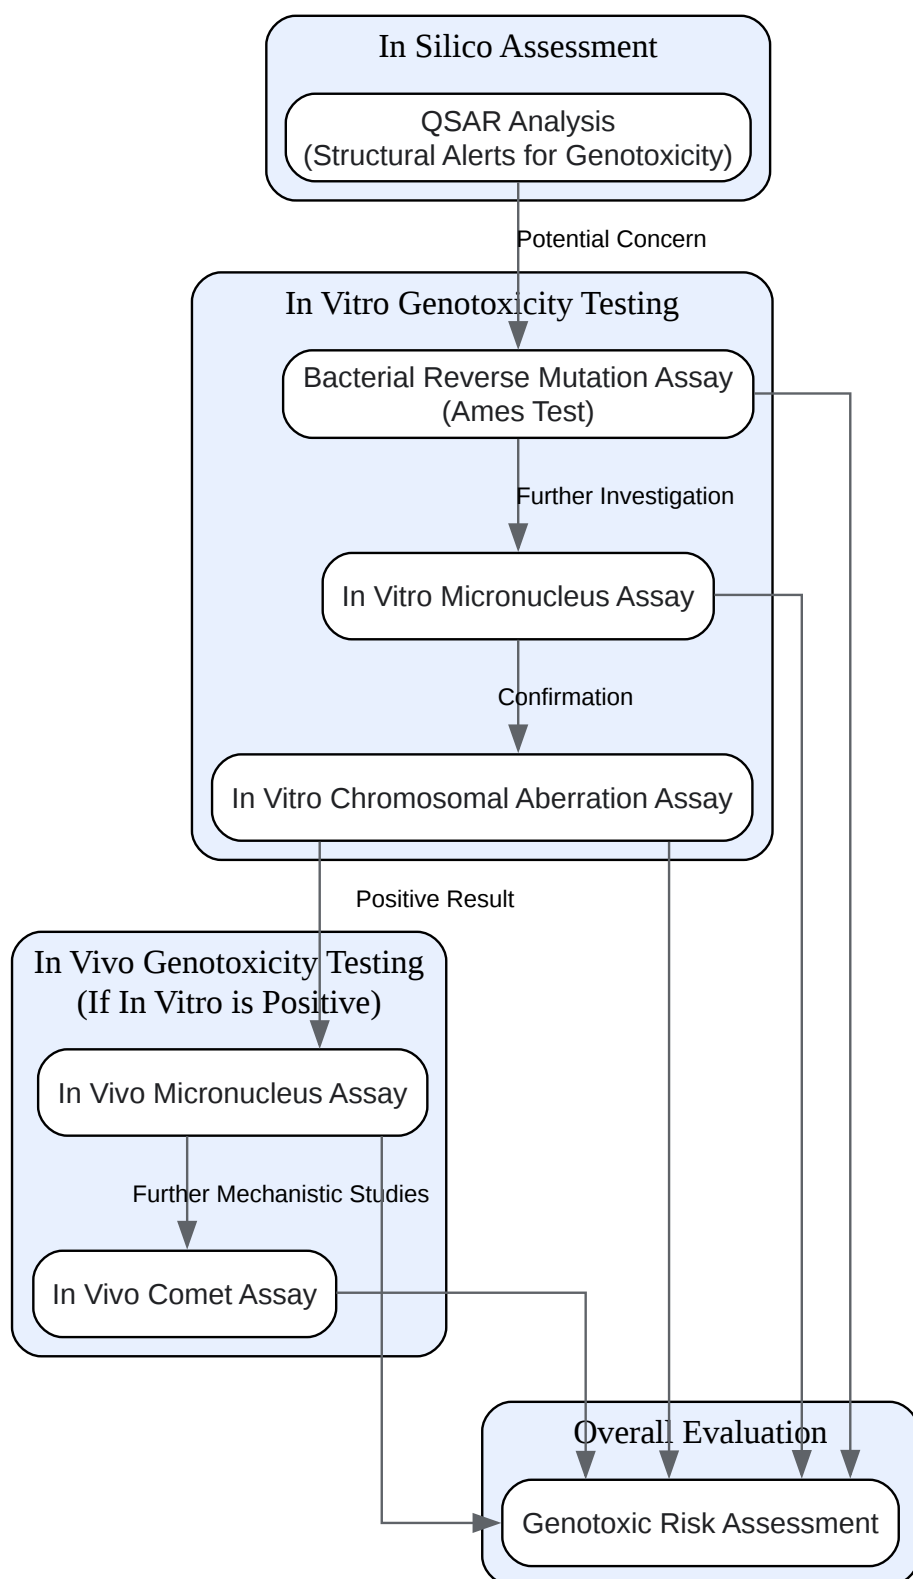 In Silico Assessment
QSAR Analysis
(Structural Alerts for Genotoxicity)
Potential Concern
In Vitro Genotoxicity Testing
Bacterial Reverse Mutation Assay
(Ames Test)
Further Investigation
In Vitro Micronucleus Assay
Confirmation
In Vitro Chromosomal Aberration Assay
Positive Result
In Vivo Genotoxicity Testing
(If In Vitro is Positive)
In Vivo Micronucleus Assay
Further Mechanistic Studies
In Vivo Comet Assay
Overall Evaluation
Genotoxic Risk Assessment